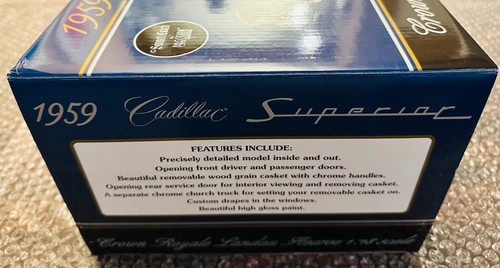 1959
Crown
1959 Cadillac Superior
FEATURES INCLUDE:
Precisely detailed model inside and out.
Opening front driver and passenger doors.
Beautiful removable wood grain casket with chrome handles.
Opening rear service door for interior viewing and removing casket.
A separate chrome church truck for setting your removable casket on.
Custom drapes in the windows.
Beautiful high gloss paint.
Crown Royale Landau Hearse 1:18 scale